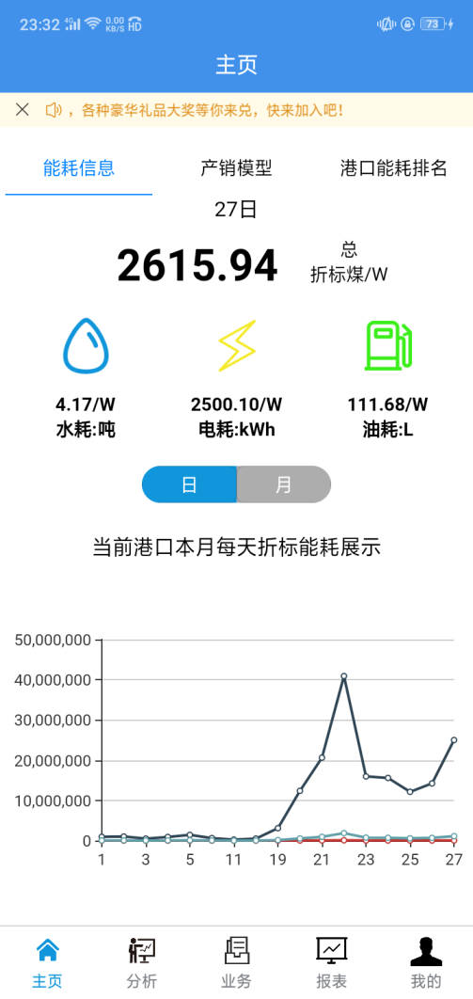 23:32 4G 0.00 KB/S HD 73
主页
，各种豪华礼品大奖等你来兑，快来加入吧！
能耗信息 产销模型 港口能耗排名
27日
2615.94 总
折标煤/W
4.17/W 2500.10/W 111.68/W
水耗:吨 电耗:kWh 油耗:L
日 月
当前港口本月每天折标能耗展示
50,000,000
40,000,000
30,000,000
20,000,000
10,000,000
0
1 3 5 11 19 21 23 25 27
主页 分析 业务 报表 我的